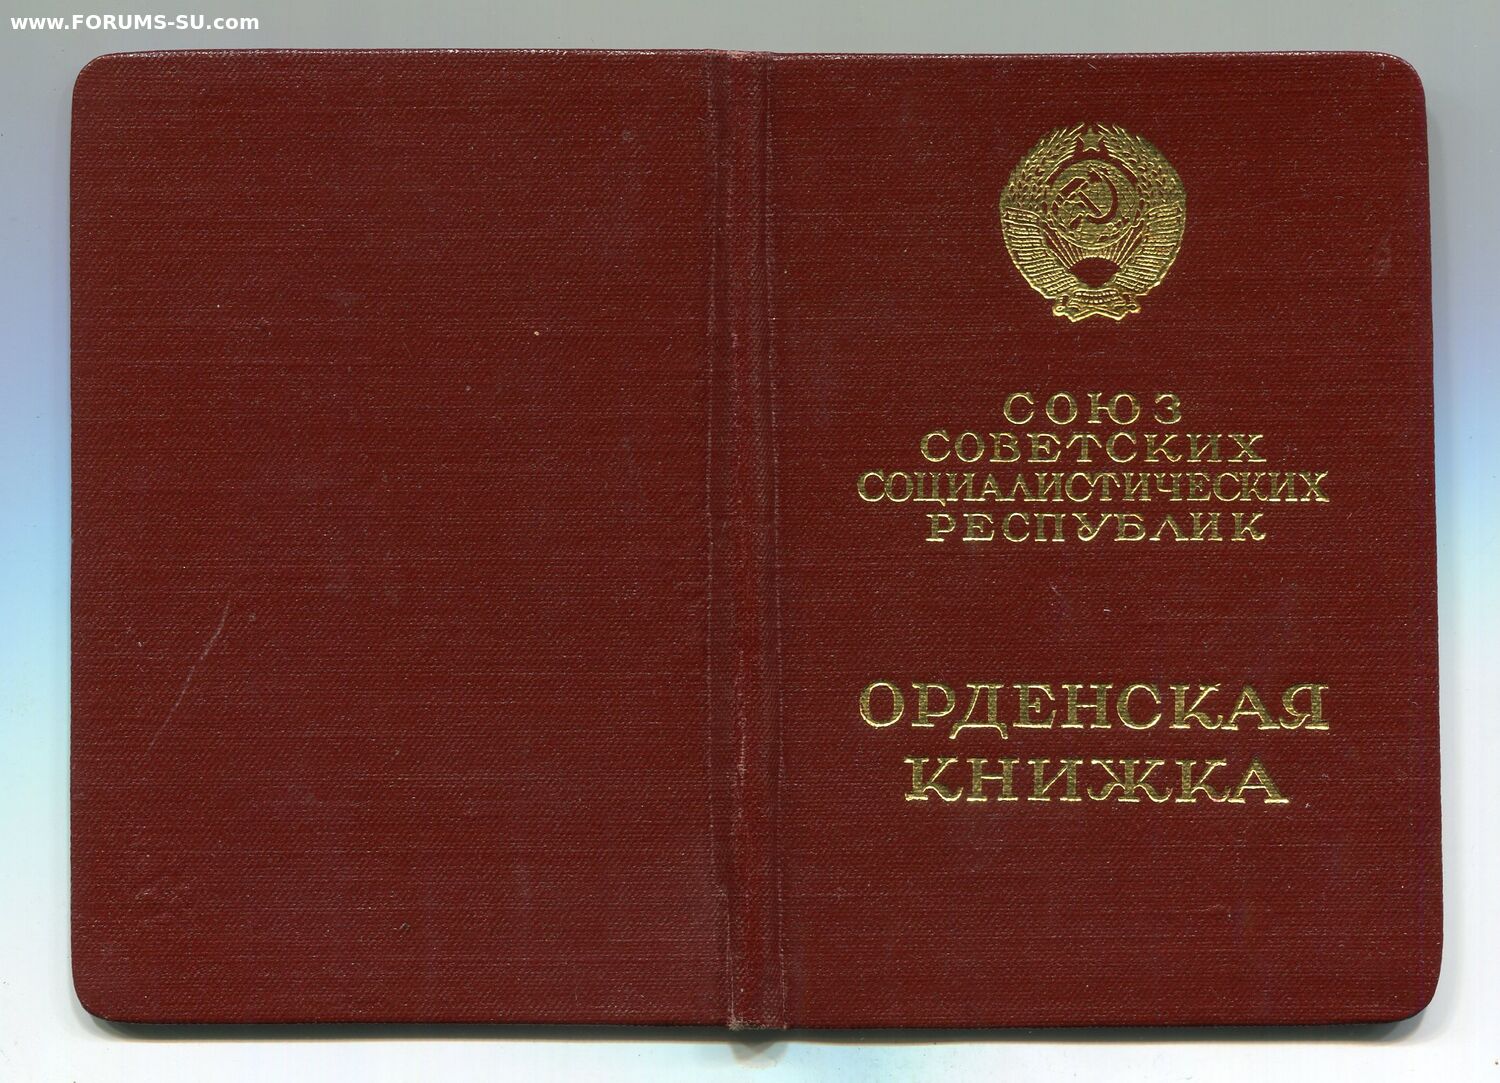 www.FORUMS-SU.com
СОЮЗ
СОВЕТСКИХ
СОЦИАЛИСТИЧЕСКИХ
РЕСПУБЛИК
ОРДЕНСКАЯ
КНИЖКА